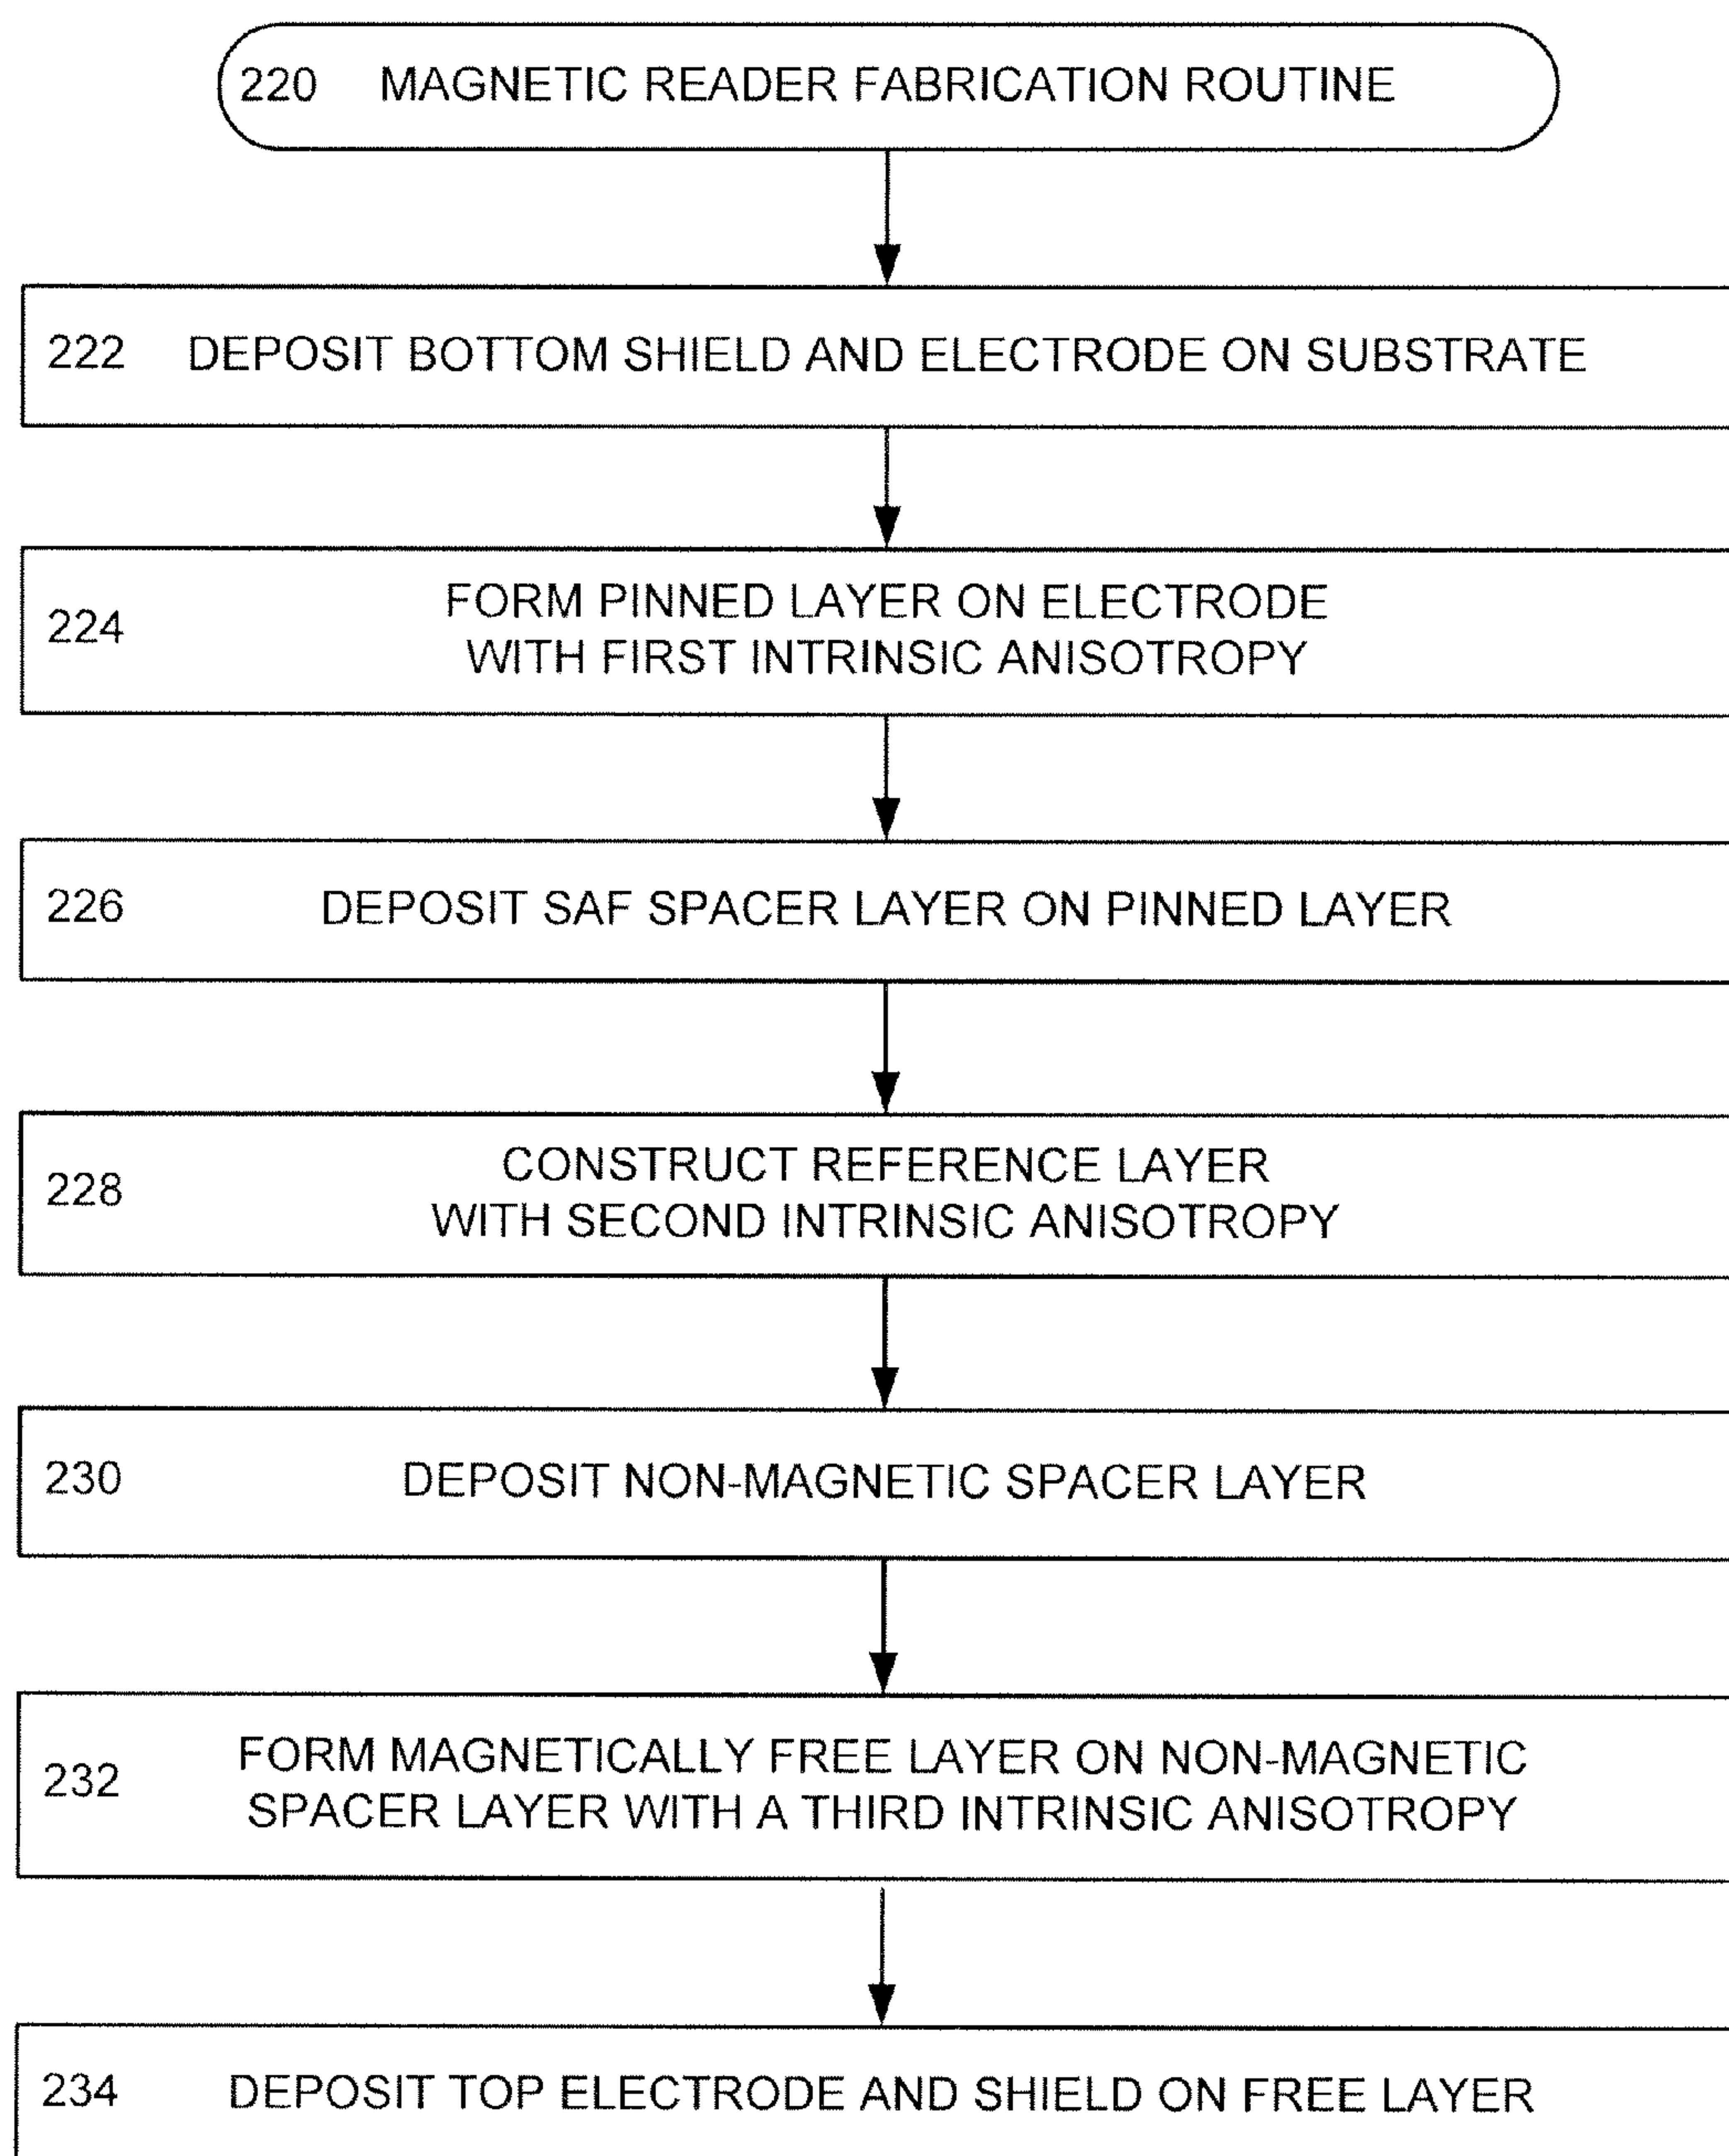 220 MAGNETIC READER FABRICATION ROUTINE
222 DEPOSIT BOTTOM SHIELD AND ELECTRODE ON SUBSTRATE
224 FORM PINNED LAYER ON ELECTRODE
WITH FIRST INTRINSIC ANISOTROPY
226 DEPOSIT SAF SPACER LAYER ON PINNED LAYER
228 CONSTRUCT REFERENCE LAYER
WITH SECOND INTRINSIC ANISOTROPY
230 DEPOSIT NON-MAGNETIC SPACER LAYER
232 FORM MAGNETICALLY FREE LAYER ON NON-MAGNETIC
SPACER LAYER WITH A THIRD INTRINSIC ANISOTROPY
234 DEPOSIT TOP ELECTRODE AND SHIELD ON FREE LAYER